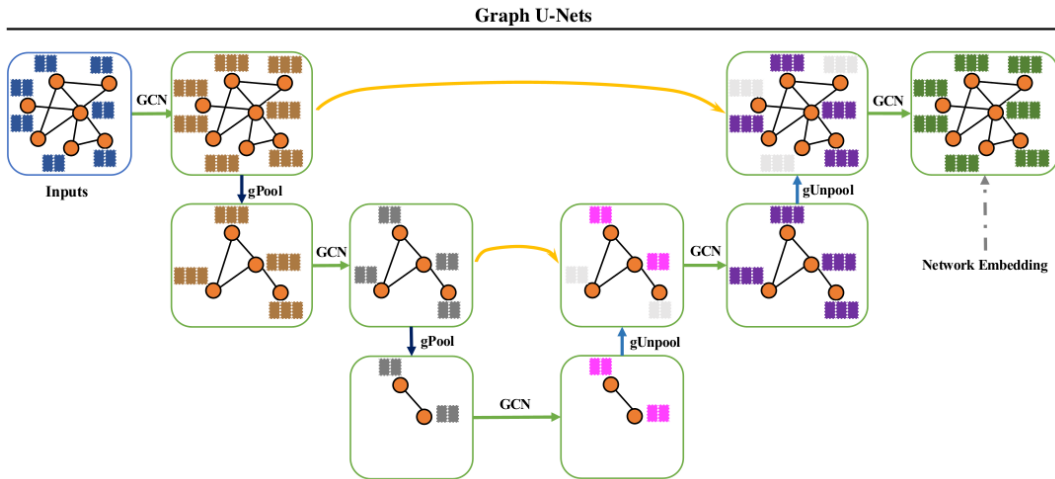 Graph U-Nets
GCN
GCN
Inputs
gPool
gUnpool
GCN
GCN
Network Embedding
gPool
gUnpool
GCN